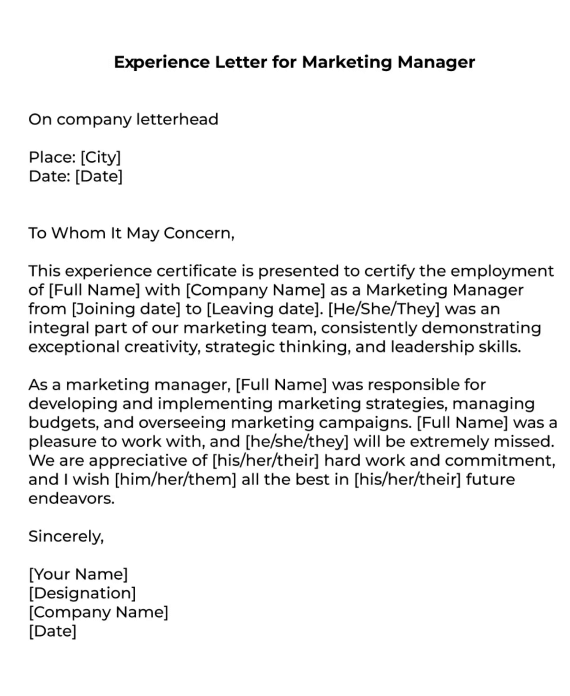 Experience Letter for Marketing Manager
On company letterhead
Place: [City]
Date: [Date]
To Whom It May Concern,
This experience certificate is presented to certify the employment
of [Full Name] with [Company Name] as a Marketing Manager
from [Joining date] to [Leaving date]. [He/She/They] was an
integral part of our marketing team, consistently demonstrating
exceptional creativity, strategic thinking, and leadership skills.
As a marketing manager, [Full Name] was responsible for
developing and implementing marketing strategies, managing
budgets, and overseeing marketing campaigns. [Full Name] was a
pleasure to work with, and [he/she/they] will be extremely missed.
We are appreciative of [his/her/their] hard work and commitment,
and I wish [him/her/them] all the best in [his/her/their] future
endeavors.
Sincerely,
[Your Name]
[Designation]
[Company Name]
[Date]